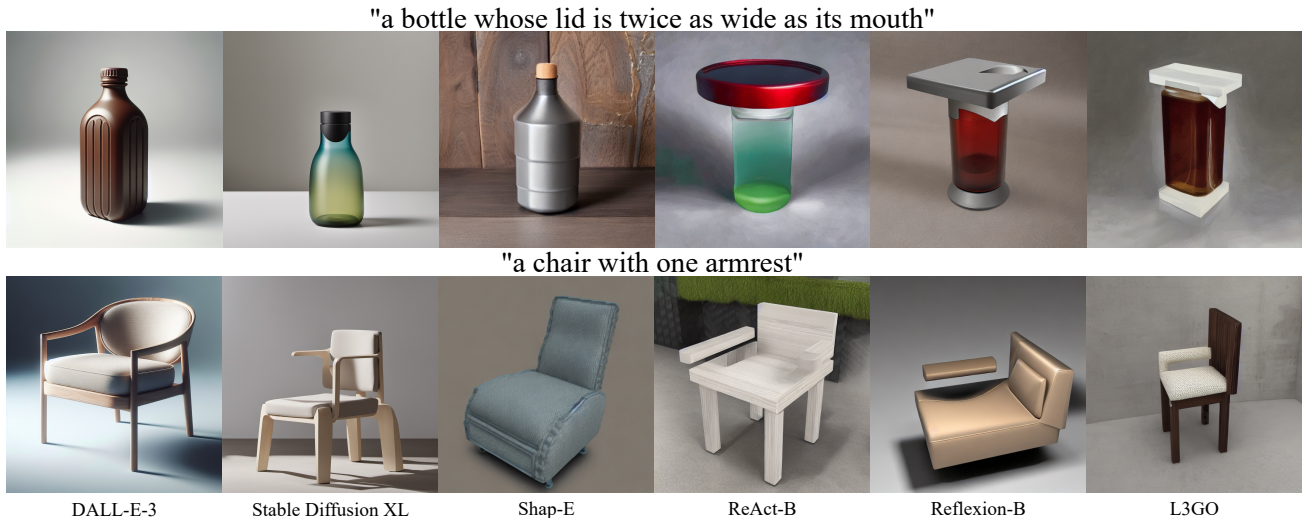 "a bottle whose lid is twice as wide as its mouth"
"a chair with one armrest"
DALL-E-3 Stable Diffusion XL Shap-E ReAct-B Reflexion-B L3GO